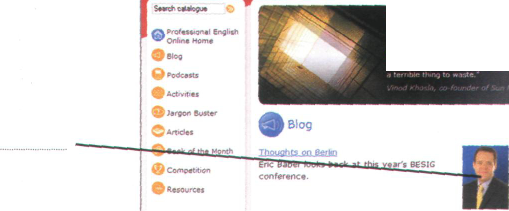 Search catalogue
Professional English
Online Home
Blog
Podcasts
Activities
Jargon Buster
Articles
Book of the Month
Competition
Resources
a terrible thing to waste."
Vinod Khosla, co-founder of Sun
Blog
Thoughts on Berlin
Eric Baber looks back at this year's BESIG
conference.